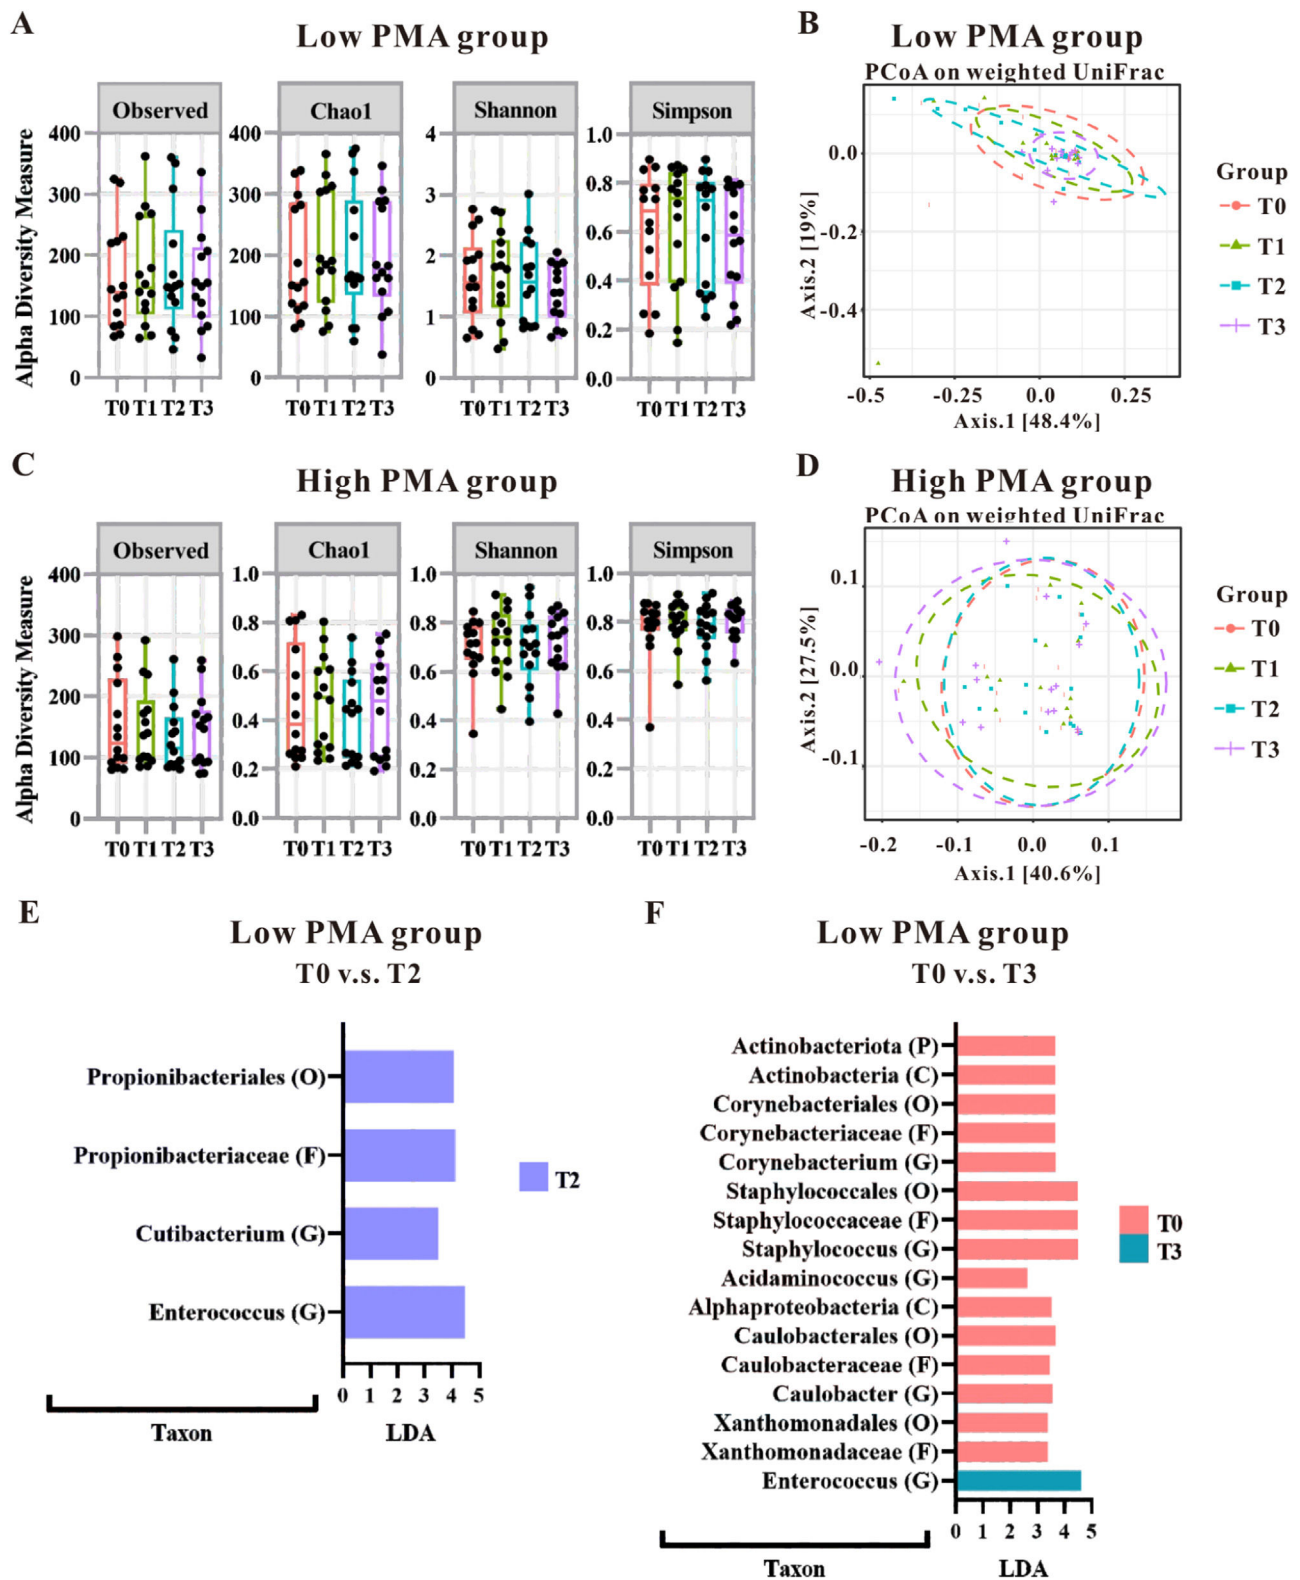 A
Low PMA group
Observed
Chao1
Shannon
Simpson
Alpha Diversity Measure
400
300
200
100
0
400
300
200
100
0
4
3
2
1
0
1.0
0.8
0.6
0.4
0.2
0.0
T0 T1 T2 T3
T0 T1 T2 T3
T0 T1 T2 T3
T0 T1 T2 T3
B
Low PMA group
PCoA on weighted UniFrac
Axis.2 [19%]
0.0
-0.2
-0.4
-0.5
-0.25
0.0
0.25
Axis.1 [48.4%]
Group
T0
T1
T2
T3
C
High PMA group
Observed
Chao1
Shannon
Simpson
Alpha Diversity Measure
400
300
200
100
0
1.0
0.8
0.6
0.4
0.2
0.0
1.0
0.8
0.6
0.4
0.2
0.0
1.0
0.8
0.6
0.4
0.2
0.0
T0 T1 T2 T3
T0 T1 T2 T3
T0 T1 T2 T3
T0 T1 T2 T3
D
High PMA group
PCoA on weighted UniFrac
Axis.2 [27.5%]
0.1
0.0
-0.1
-0.2
-0.1
0.0
0.1
Axis.1 [40.6%]
Group
T0
T1
T2
T3
E
Low PMA group
T0 v.s. T2
Propionibacteriales (O)
Propionibacteriaceae (F)
Cutibacterium (G)
Enterococcus (G)
T2
0 1 2 3 4 5
Taxon
LDA
F
Low PMA group
T0 v.s. T3
Actinobacteriota (P)
Actinobacteria (C)
Corynebacteriales (O)
Corynebacteriaceae (F)
Corynebacterium (G)
Staphylococcales (O)
Staphylococcaceae (F)
Staphylococcus (G)
Acidaminococcus (G)
Alphaproteobacteria (C)
Caulobacterales (O)
Caulobacteraceae (F)
Caulobacter (G)
Xanthomonadales (O)
Xanthomonadaceae (F)
Enterococcus (G)
T0
T3
0 1 2 3 4 5
Taxon
LDA